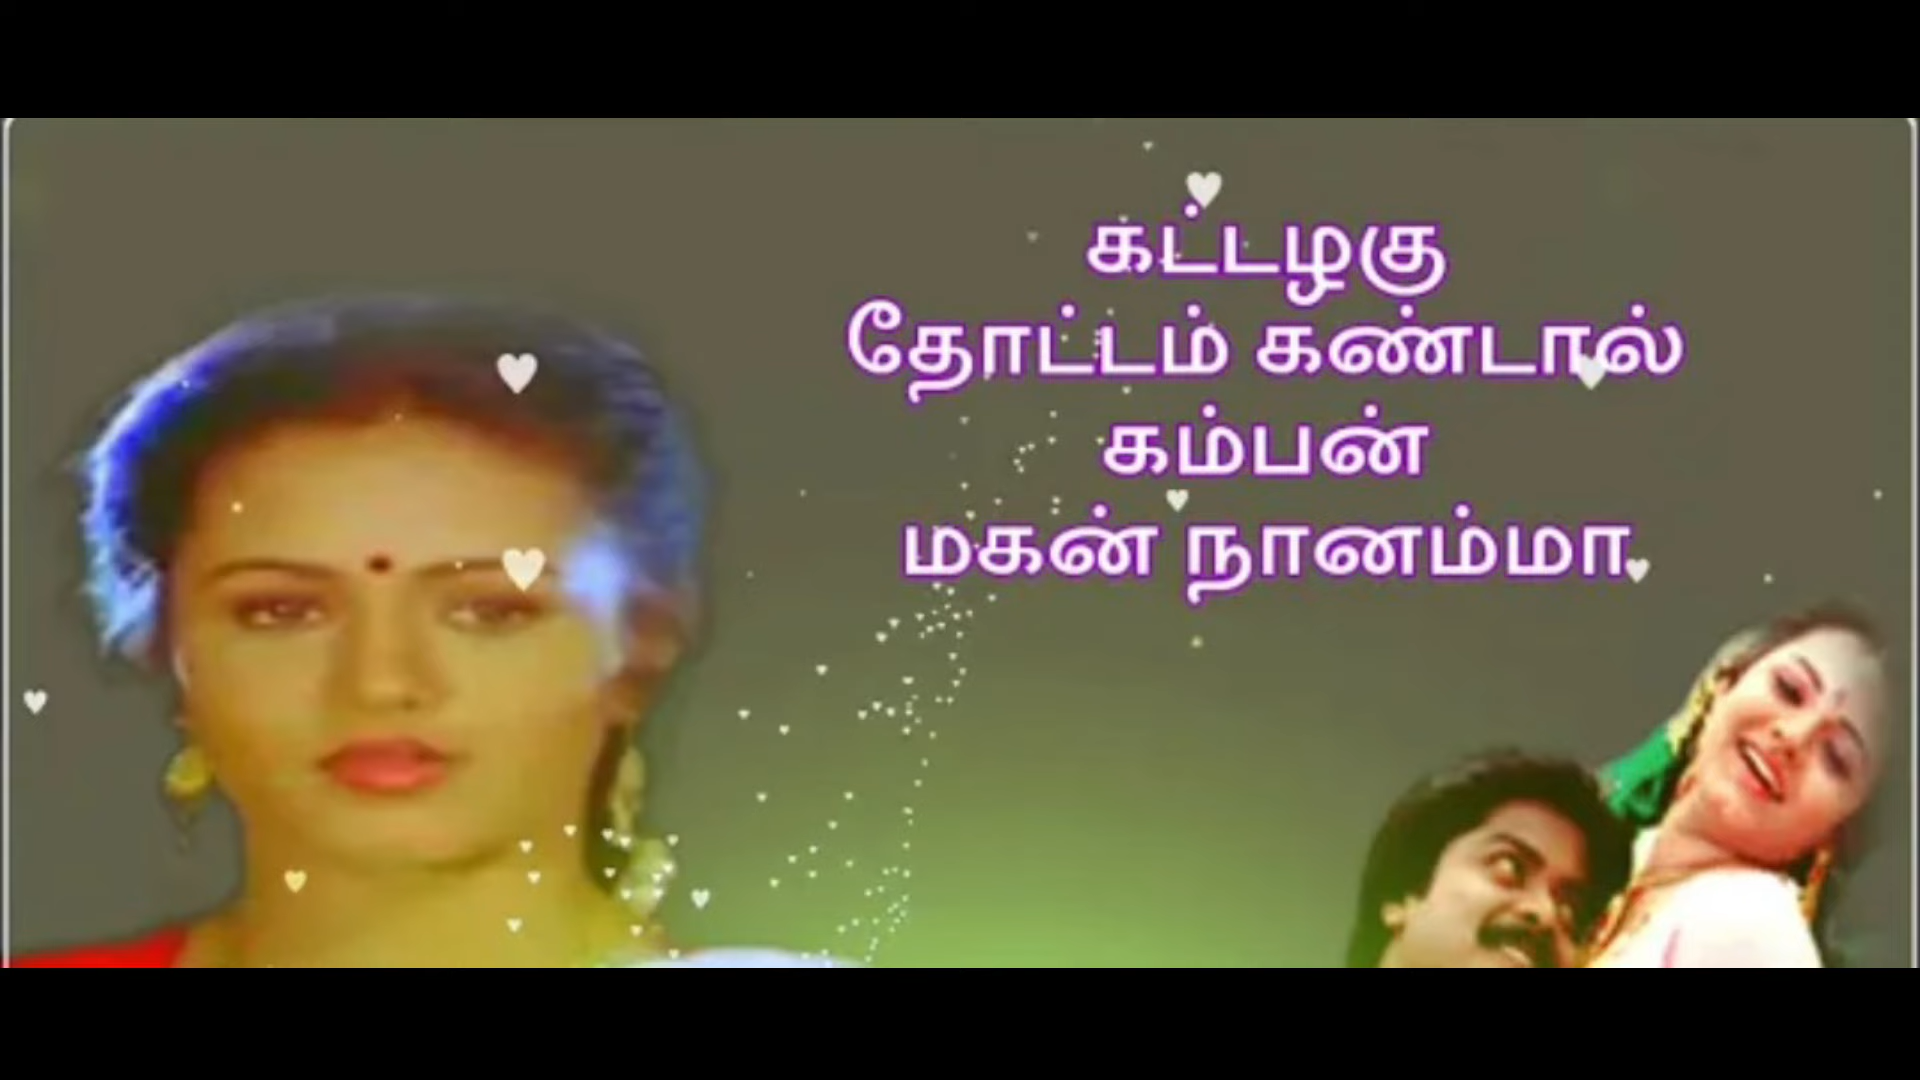 கட்டழகு
தோட்டம் கண்டால்
கம்பன்
மகன் நானம்மா